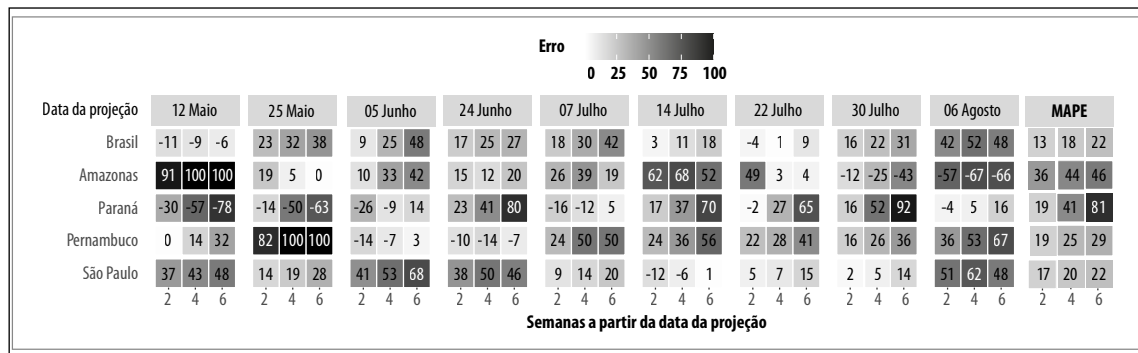 Erro
0 25 50 75 100
Data da projeção 12 Maio 25 Maio 05 Junho 24 Junho 07 Julho 14 Julho 22 Julho 30 Julho 06 Agosto MAPE
Brasil -11 -9 -6 23 32 38 9 25 48 17 25 27 18 30 42 3 11 18 -4 1 9 16 22 31 42 52 48 13 18 22
Amazonas 91 100 100 19 5 0 10 33 42 15 12 20 26 39 19 62 68 52 49 3 4 -12 -25 -43 -57 -67 -66 36 44 46
Paraná -30 -57 -78 -14 -50 -63 -26 -9 14 23 41 80 -16 -12 5 17 37 70 -2 27 65 16 52 92 -4 5 16 19 41 81
Pernambuco 0 14 32 82 100 100 -14 -7 3 -10 -14 -7 24 50 50 24 36 56 22 28 41 16 26 36 36 53 67 19 25 29
São Paulo 37 43 48 14 19 28 41 53 68 38 50 46 9 14 20 -12 -6 1 5 7 15 2 5 14 51 62 48 17 20 22
2 4 6 2 4 6 2 4 6 2 4 6 2 4 6 2 4 6 2 4 6 2 4 6 2 4 6 2 4 6
Semanas a partir da data da projeção